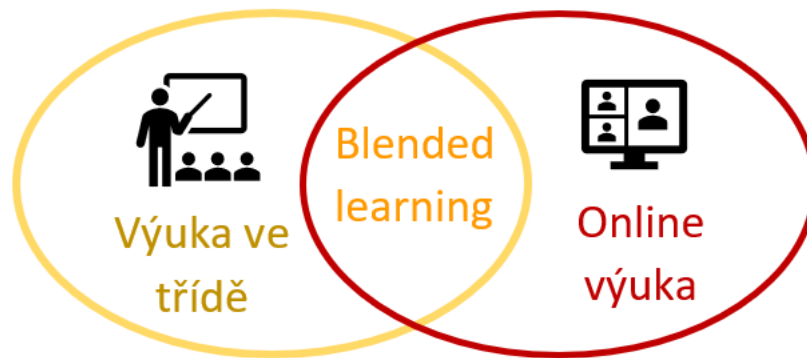 Výuka ve
třídě
Blended
learning
Online
výuka